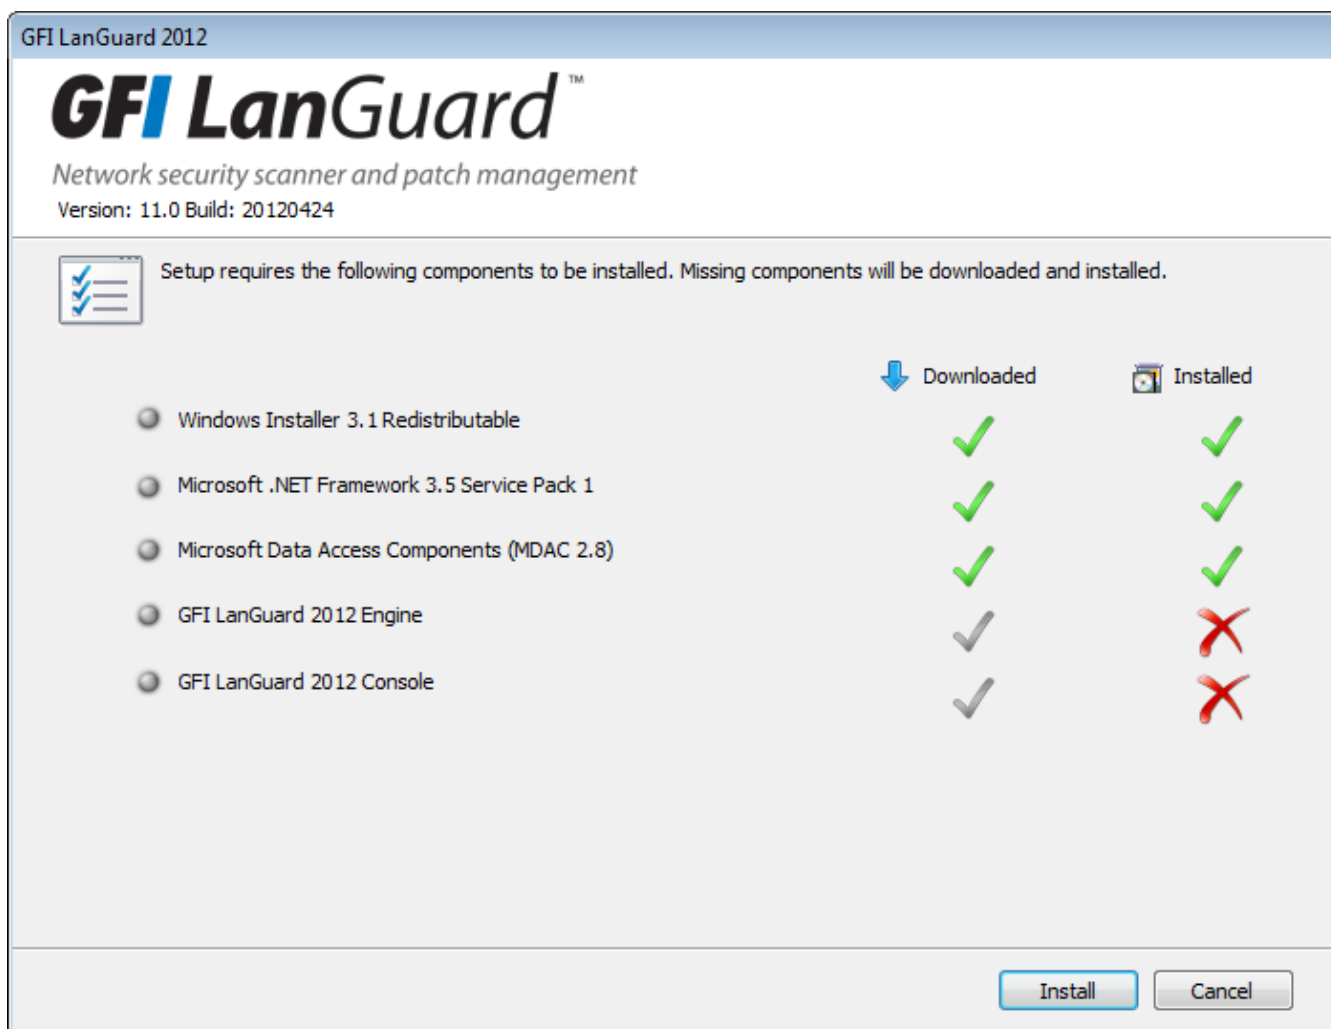 GFI LanGuard 2012
GFI LanGuard™
Network security scanner and patch management
Version: 11.0 Build: 20120424
Setup requires the following components to be installed. Missing components will be downloaded and installed.
Downloaded Installed
Windows Installer 3.1 Redistributable
Microsoft .NET Framework 3.5 Service Pack 1
Microsoft Data Access Components (MDAC 2.8)
GFI LanGuard 2012 Engine
GFI LanGuard 2012 Console
Install Cancel